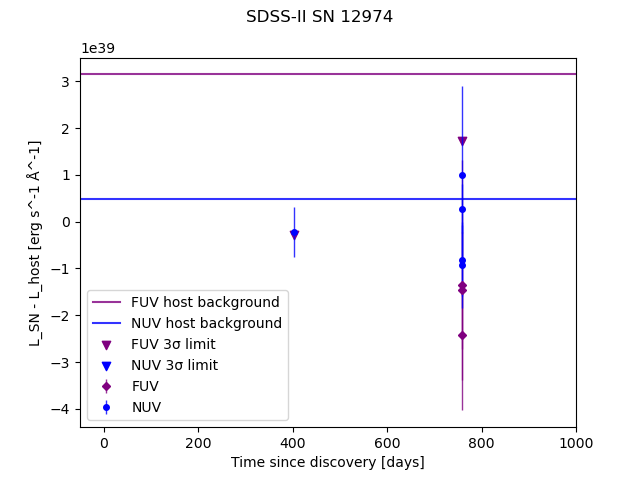 SDSS-II SN 12974
1e39
L_SN - L_host [erg s^-1 Å^-1]
3
2
1
0
−1
−2
−3
−4
FUV host background
NUV host background
FUV 3σ limit
NUV 3σ limit
FUV
NUV
0 200 400 600 800 1000
Time since discovery [days]